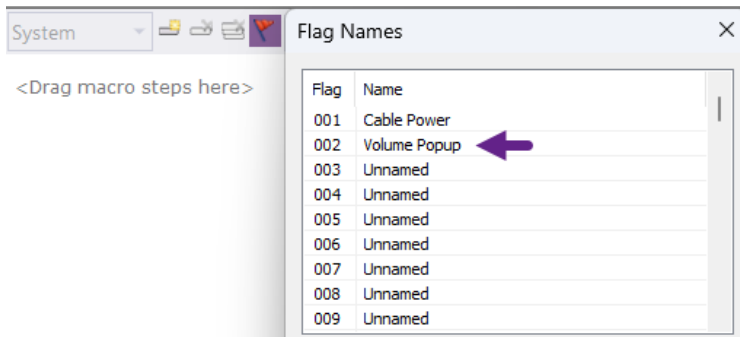 System
<Drag macro steps here>
Flag Names
Flag Name
001 Cable Power
002 Volume Popup
003 Unnamed
004 Unnamed
005 Unnamed
006 Unnamed
007 Unnamed
008 Unnamed
009 Unnamed